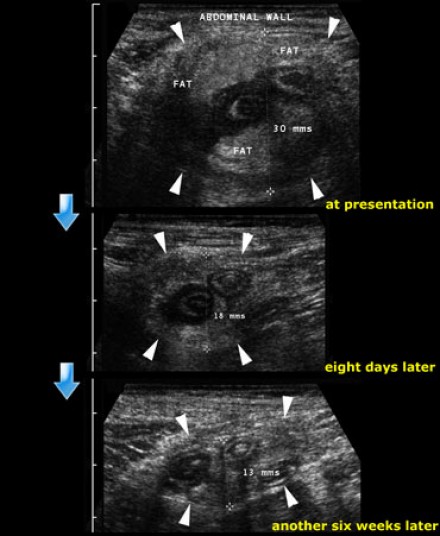 ABDOMINAL WALL
FAT
FAT
30 mms
FAT
at presentation
18 mms
eight days later
13 mms
another six weeks later